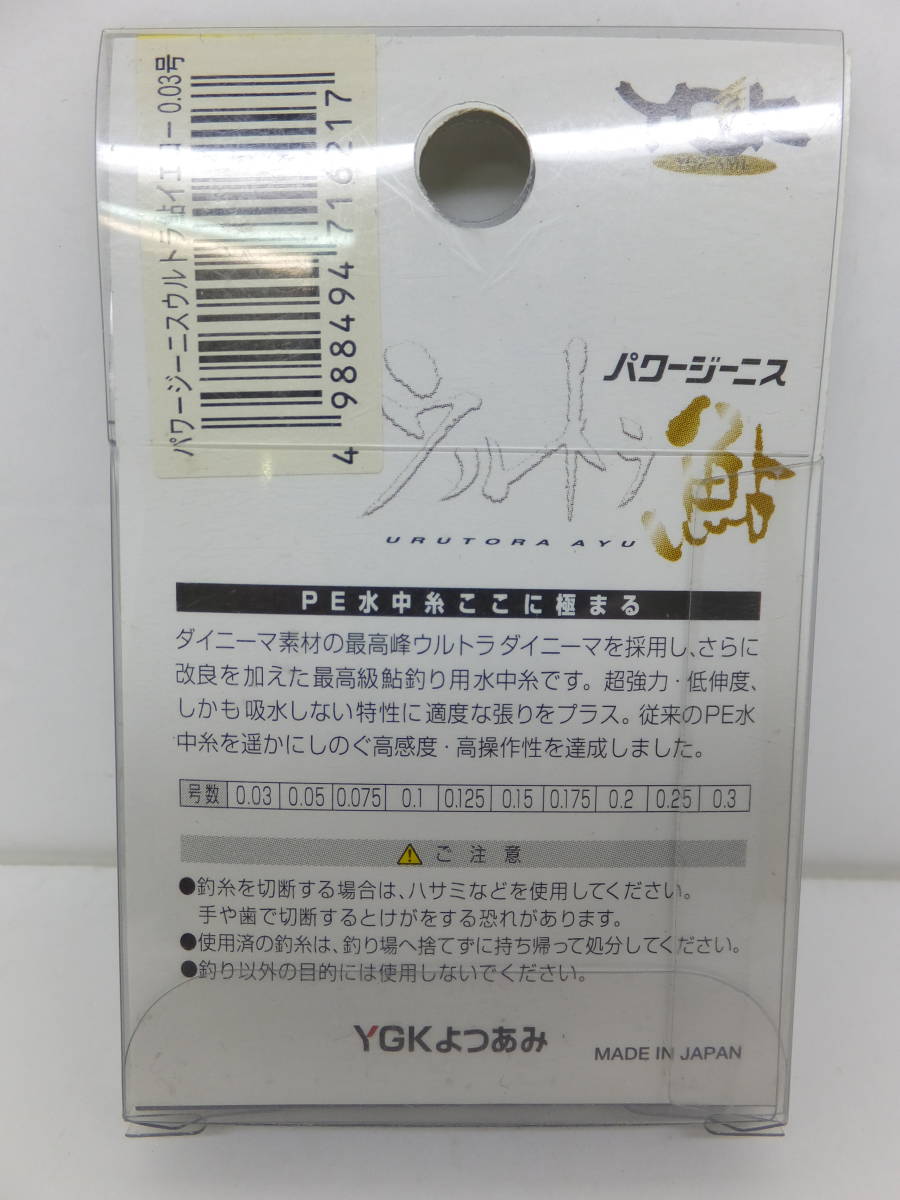 パワージーニスウルトラ鮎イエロー 0.03号
4 988494 716217
パワージーニス
ウルトラ鮎
URUTORA AYU
PE水中糸ここに極まる
ダイニーマ素材の最高峰ウルトラダイニーマを採用し、さらに
改良を加えた最高級鮎釣り用水中糸です。超強力・低伸度、
しかも吸水しない特性に適度な張りをプラス。従来のPE水
中糸を遥かにしのぐ高感度・高操作性を達成しました。
号数 0.03 0.05 0.075 0.1 0.125 0.15 0.175 0.2 0.25 0.3
ご注意
●釣糸を切断する場合は、ハサミなどを使用してください。
手や歯で切断するとけがをする恐れがあります。
●使用済の釣糸は、釣り場へ捨てずに持ち帰って処分してください。
●釣り以外の目的には使用しないでください。
YGKよつあみ
MADE IN JAPAN